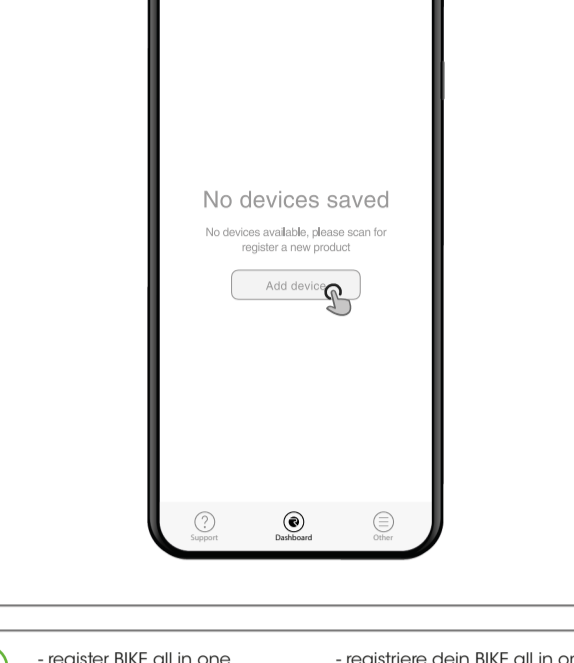 No devices saved
No devices available, please scan for
register a new product
Add device
Support
Dashboard
Other
- register BIKE all in one
- registriere dein BIKE all in